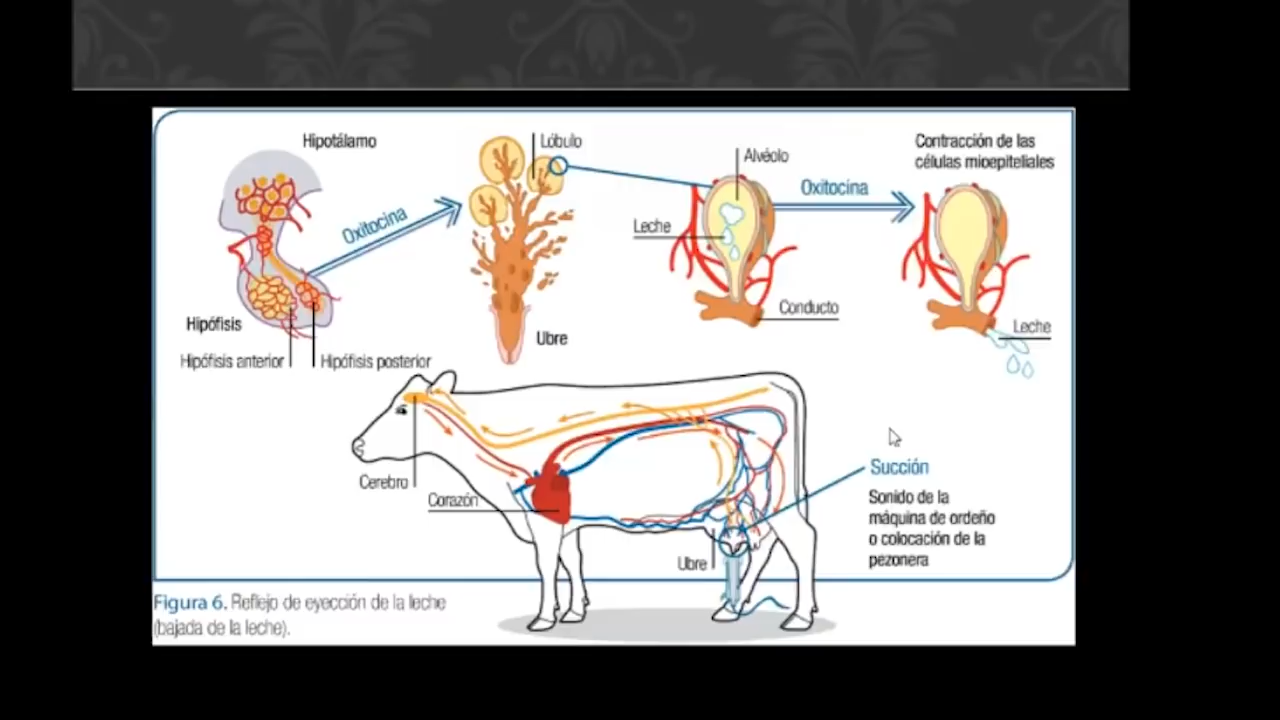 Hipotálamo
Lóbulo
Contracción de las
células mioepiteliales
Alvéolo
Oxitocina
Oxitocina
Leche
Conducto
Hipófisis
Ubre
Leche
Hipófisis anterior
Hipófisis posterior
Cerebro
Corazón
Succión
Sonido de la
máquina de ordeño
o colocación de la
pezonera
Ubre
Figura 6. Reflejo de eyección de la leche
(bajada de la leche).